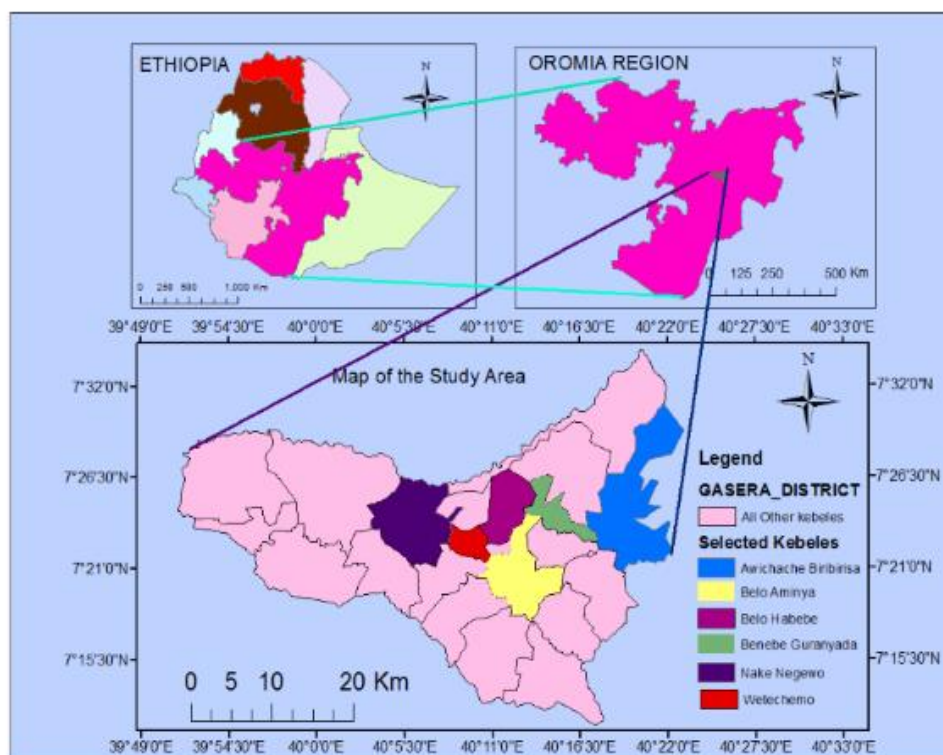 ETHIOPIA
N
0 250 500 1,000 Km
OROMIA REGION
N
0 125 250 500 Km
39°49'0"E 39°54'30"E 40°0'0"E 40°5'30"E 40°11'0"E 40°16'30"E 40°22'0"E 40°27'30"E 40°33'0"E
Map of the Study Area
N
7°32'0"N 7°32'0"N
7°26'30"N 7°26'30"N
7°21'0"N 7°21'0"N
7°15'30"N 7°15'30"N
Legend
GASERA_DISTRICT
All Other kebeles
Selected Kebeles
Awichache Biribirisa
Belo Aminya
Belo Habebe
Benebe Guranyada
Nake Negewo
Wetechemo
0 5 10 20 Km
39°49'0"E 39°54'30"E 40°0'0"E 40°5'30"E 40°11'0"E 40°16'30"E 40°22'0"E 40°27'30"E 40°33'0"E